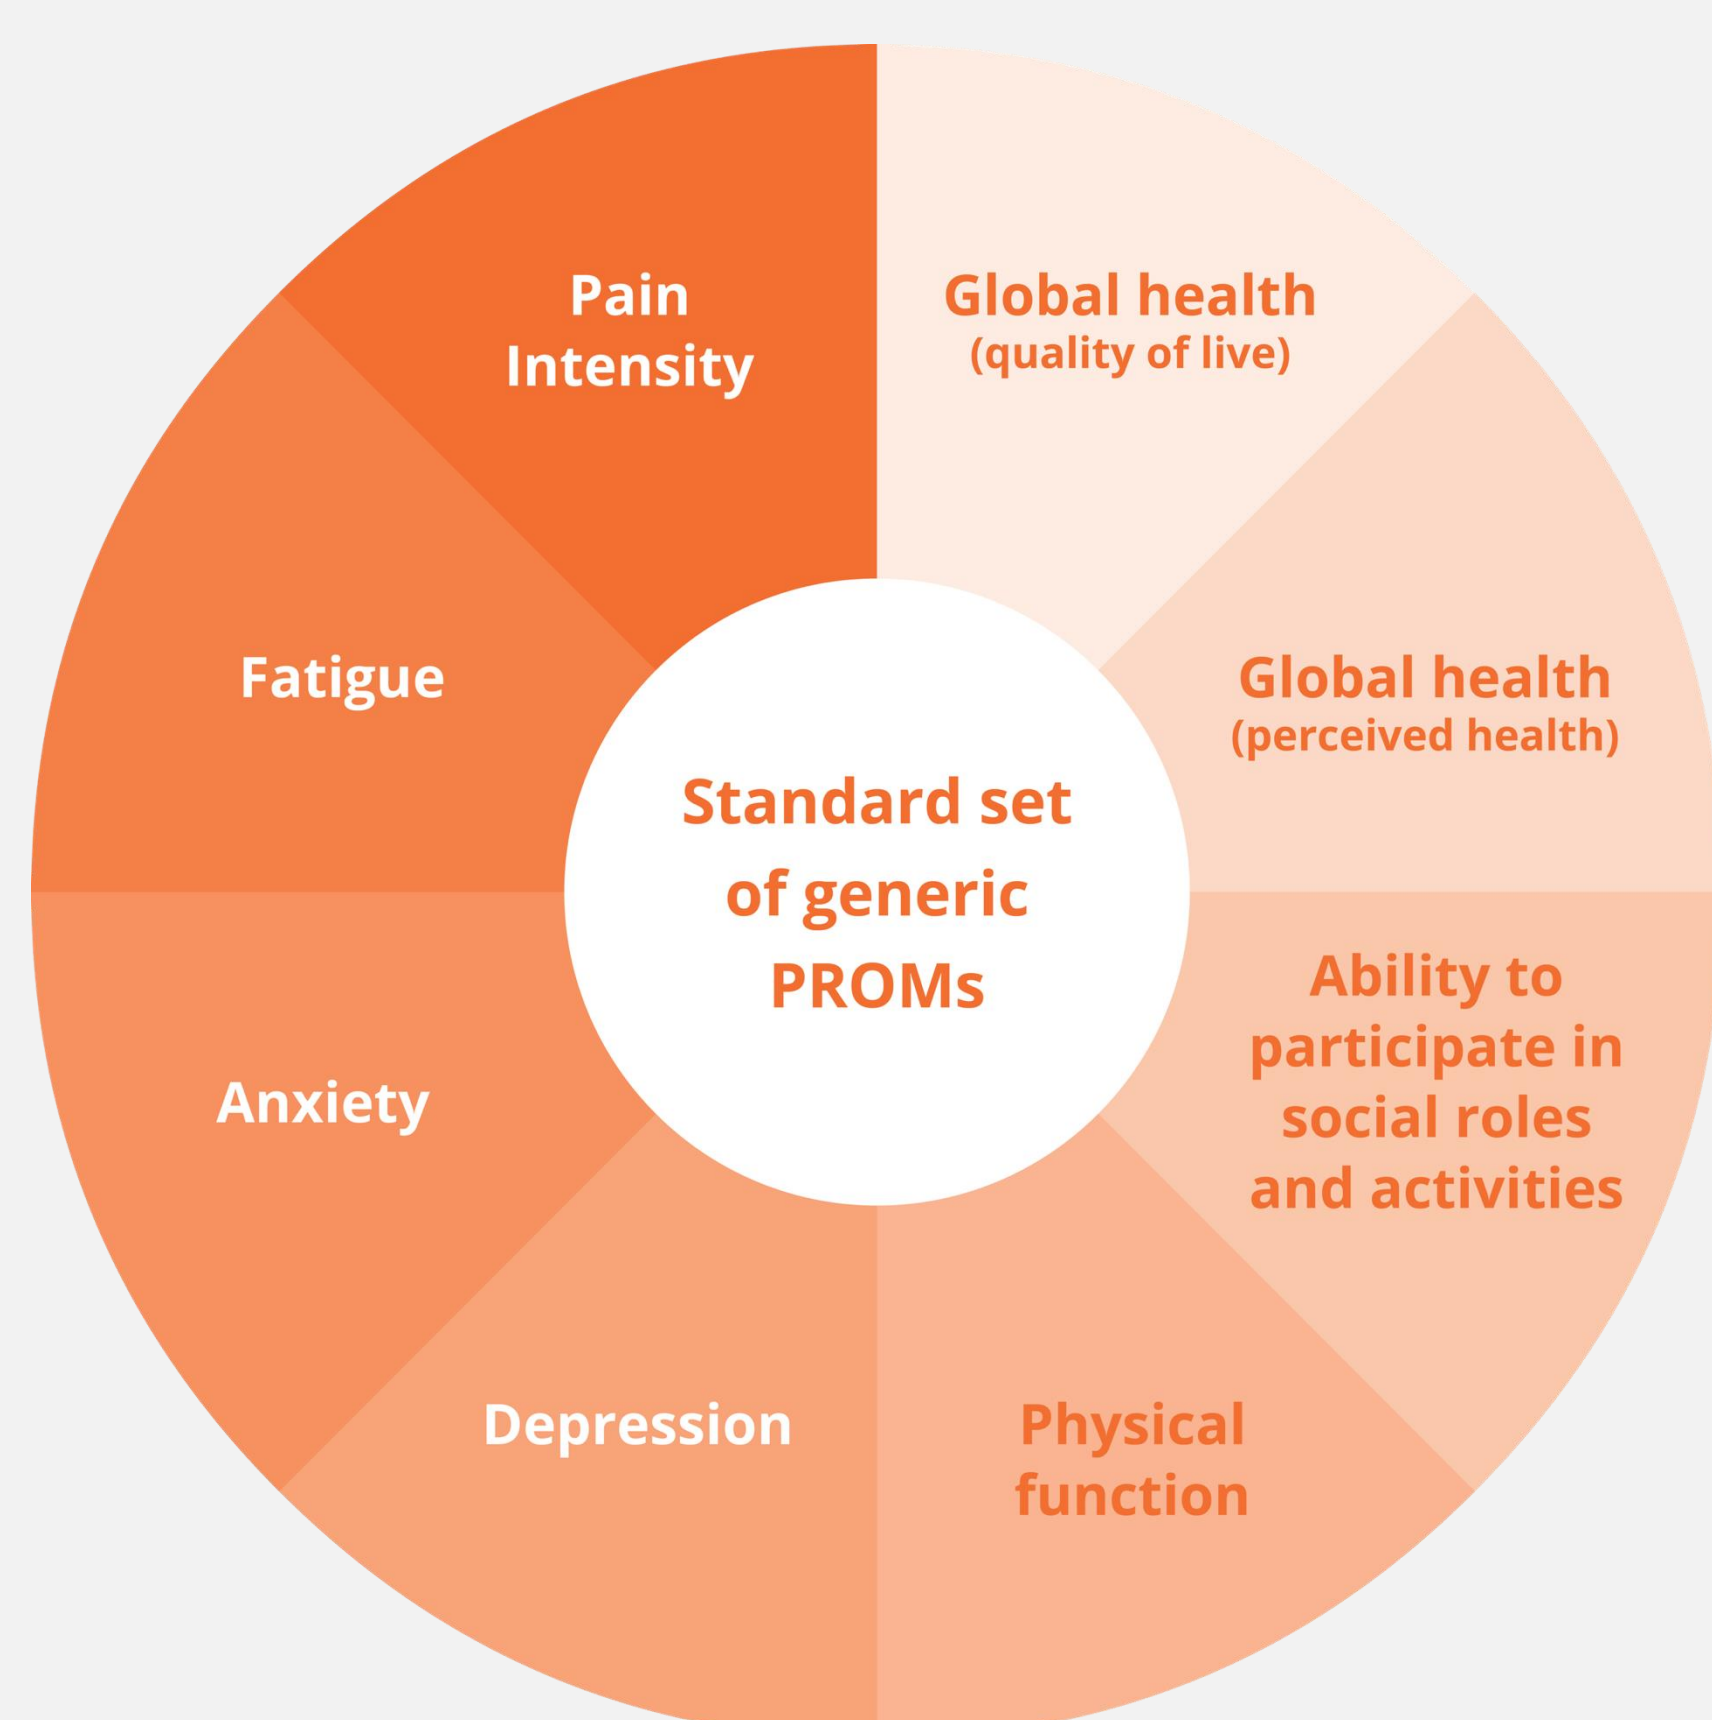 Pain
Intensity
Global health
(quality of live)
Fatigue
Global health
(perceived health)
Standard set
of generic
PROMs
Ability to
participate in
social roles
and activities
Anxiety
Depression
Physical
function